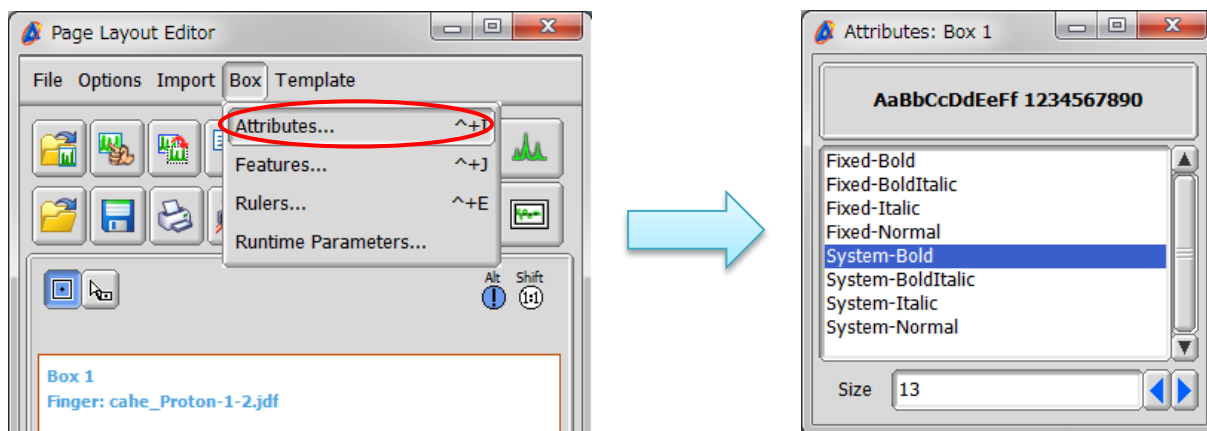 Page Layout Editor
File Options Import Box Template
Attributes... ^+I
Features... ^+J
Rulers... ^+E
Runtime Parameters...
Alt Shift
1:1
Box 1
Finger: cahe_Proton-1-2.jdf
Attributes: Box 1
AaBbCcDdEeFf 1234567890
Fixed-Bold
Fixed-BoldItalic
Fixed-Italic
Fixed-Normal
System-Bold
System-BoldItalic
System-Italic
System-Normal
Size 13